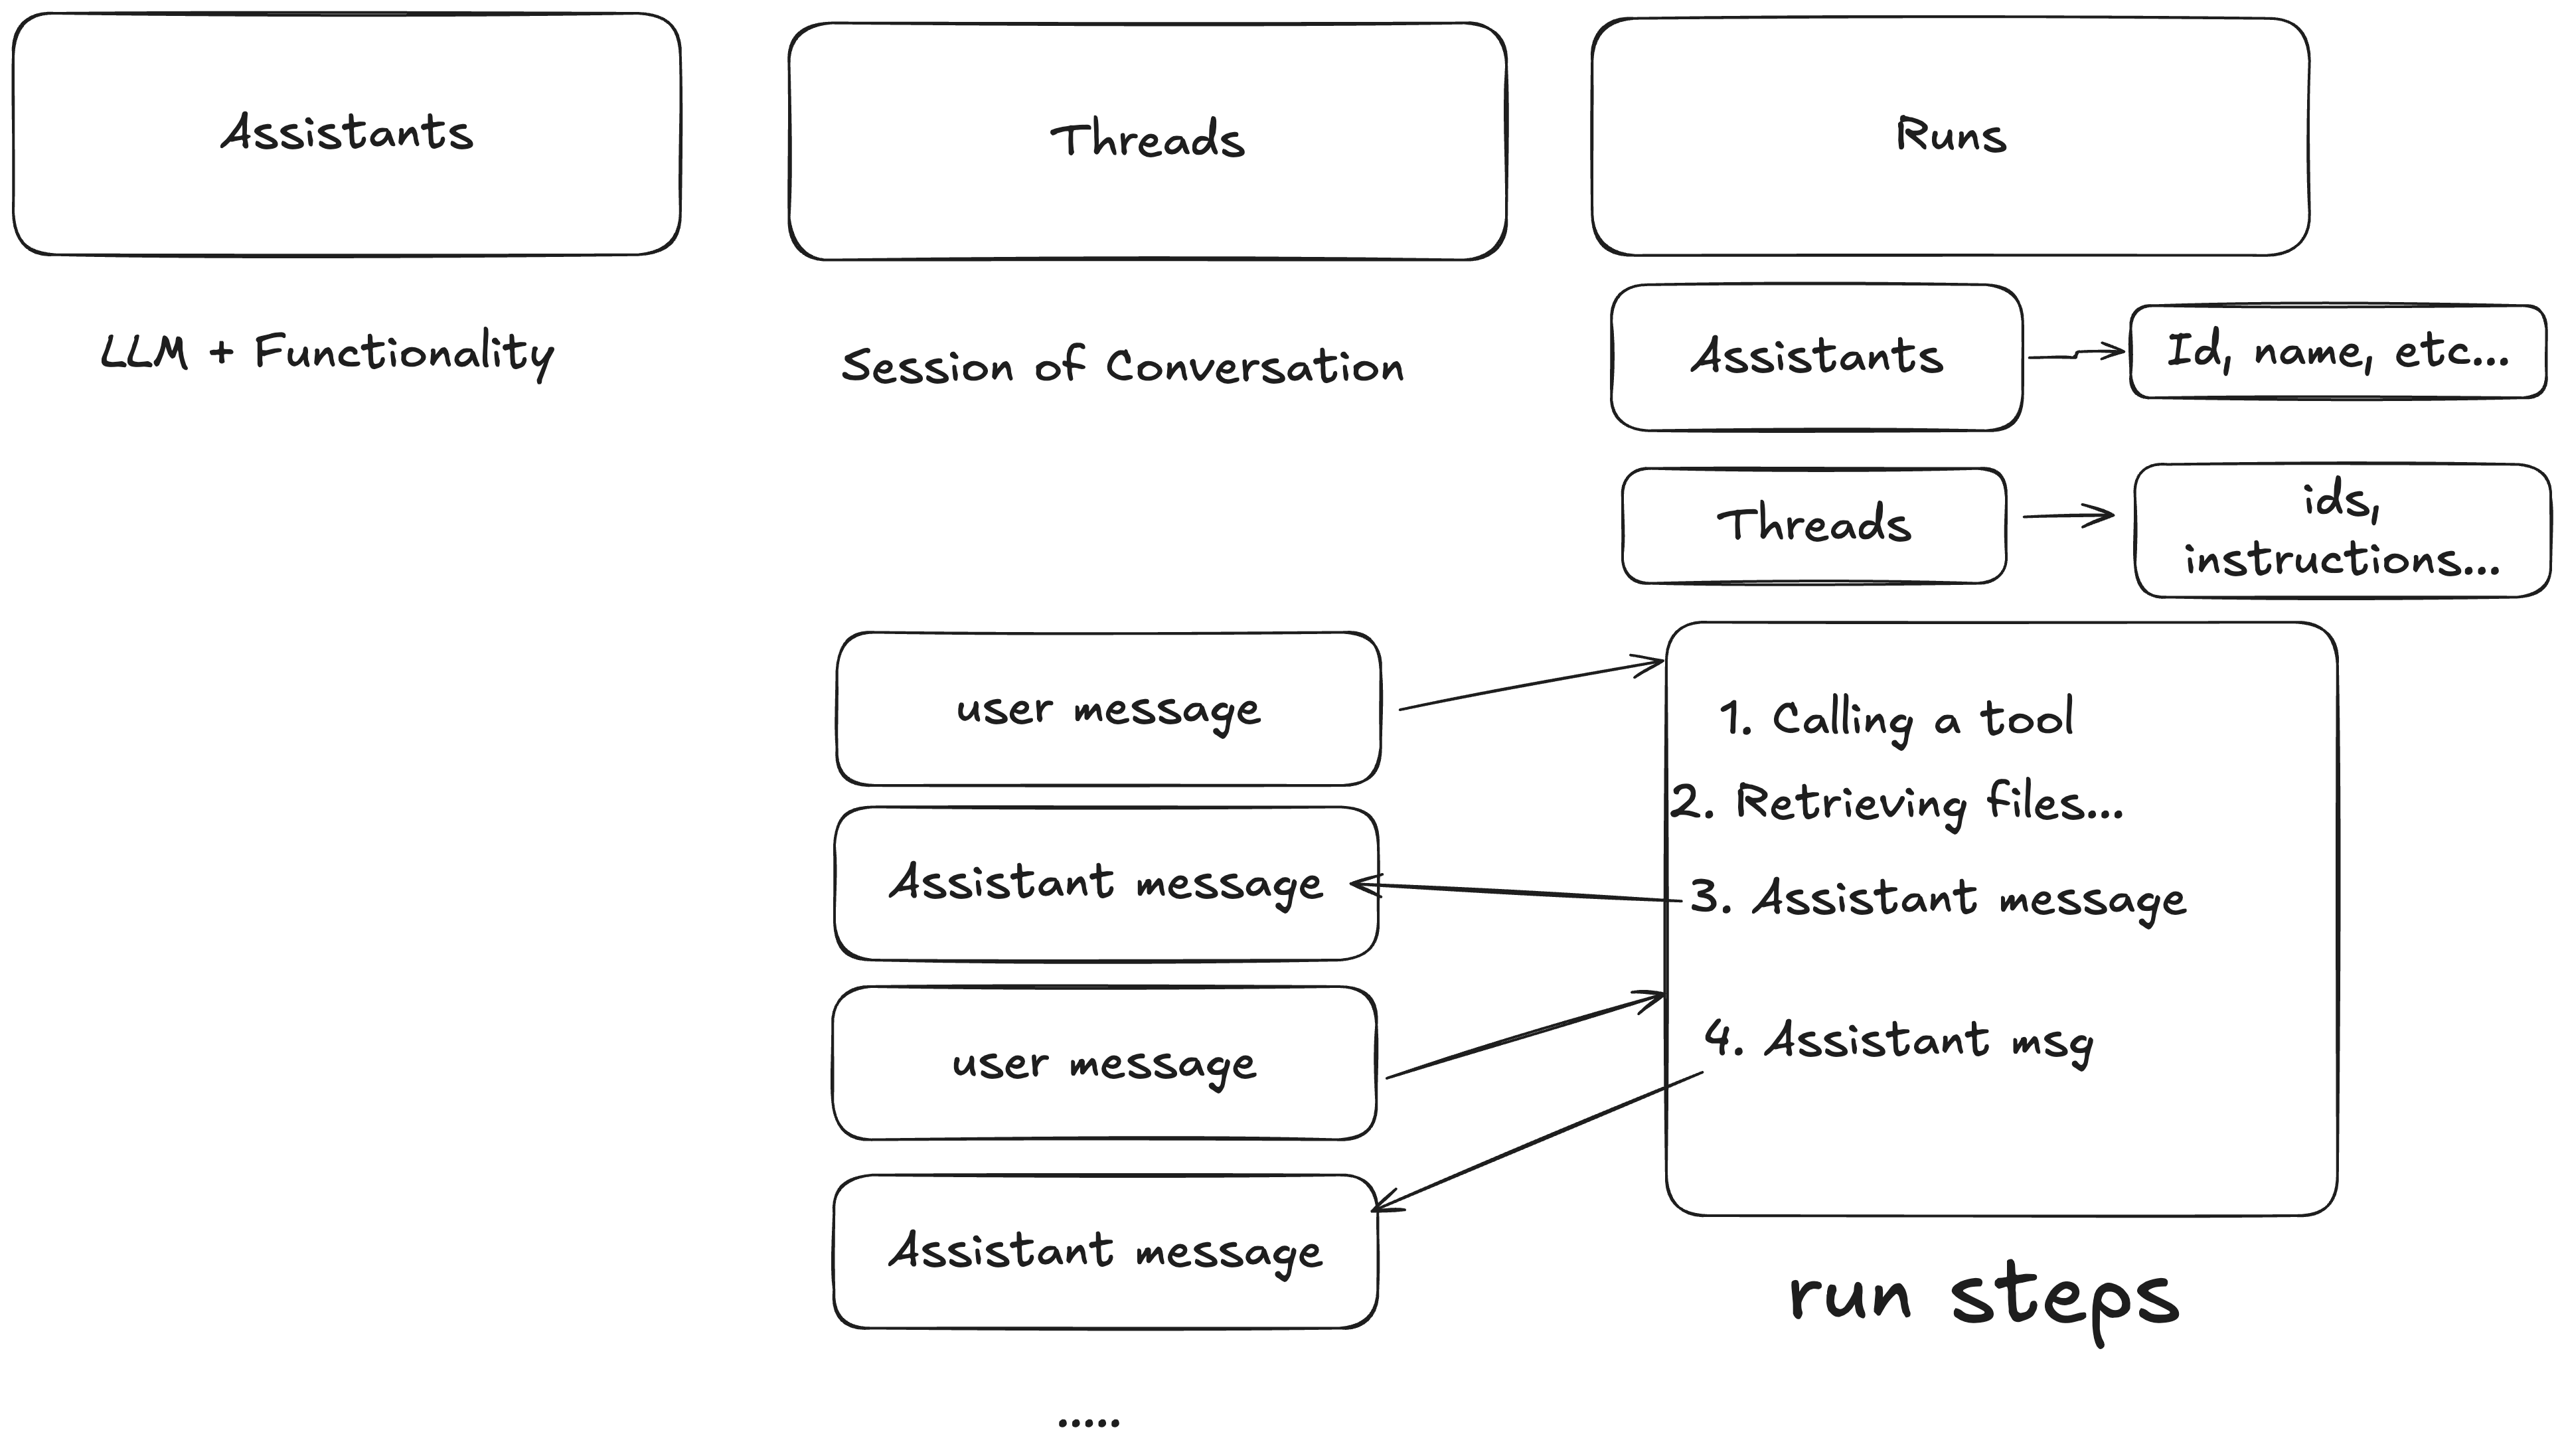 Assistants
Threads
Runs
LLM + Functionality
Session of Conversation
Assistants
Id, name, etc...
Threads
ids,
instructions...
user message
Assistant message
user message
Assistant message
.....
1. Calling a tool
2. Retrieving files...
3. Assistant message
4. Assistant msg
run steps